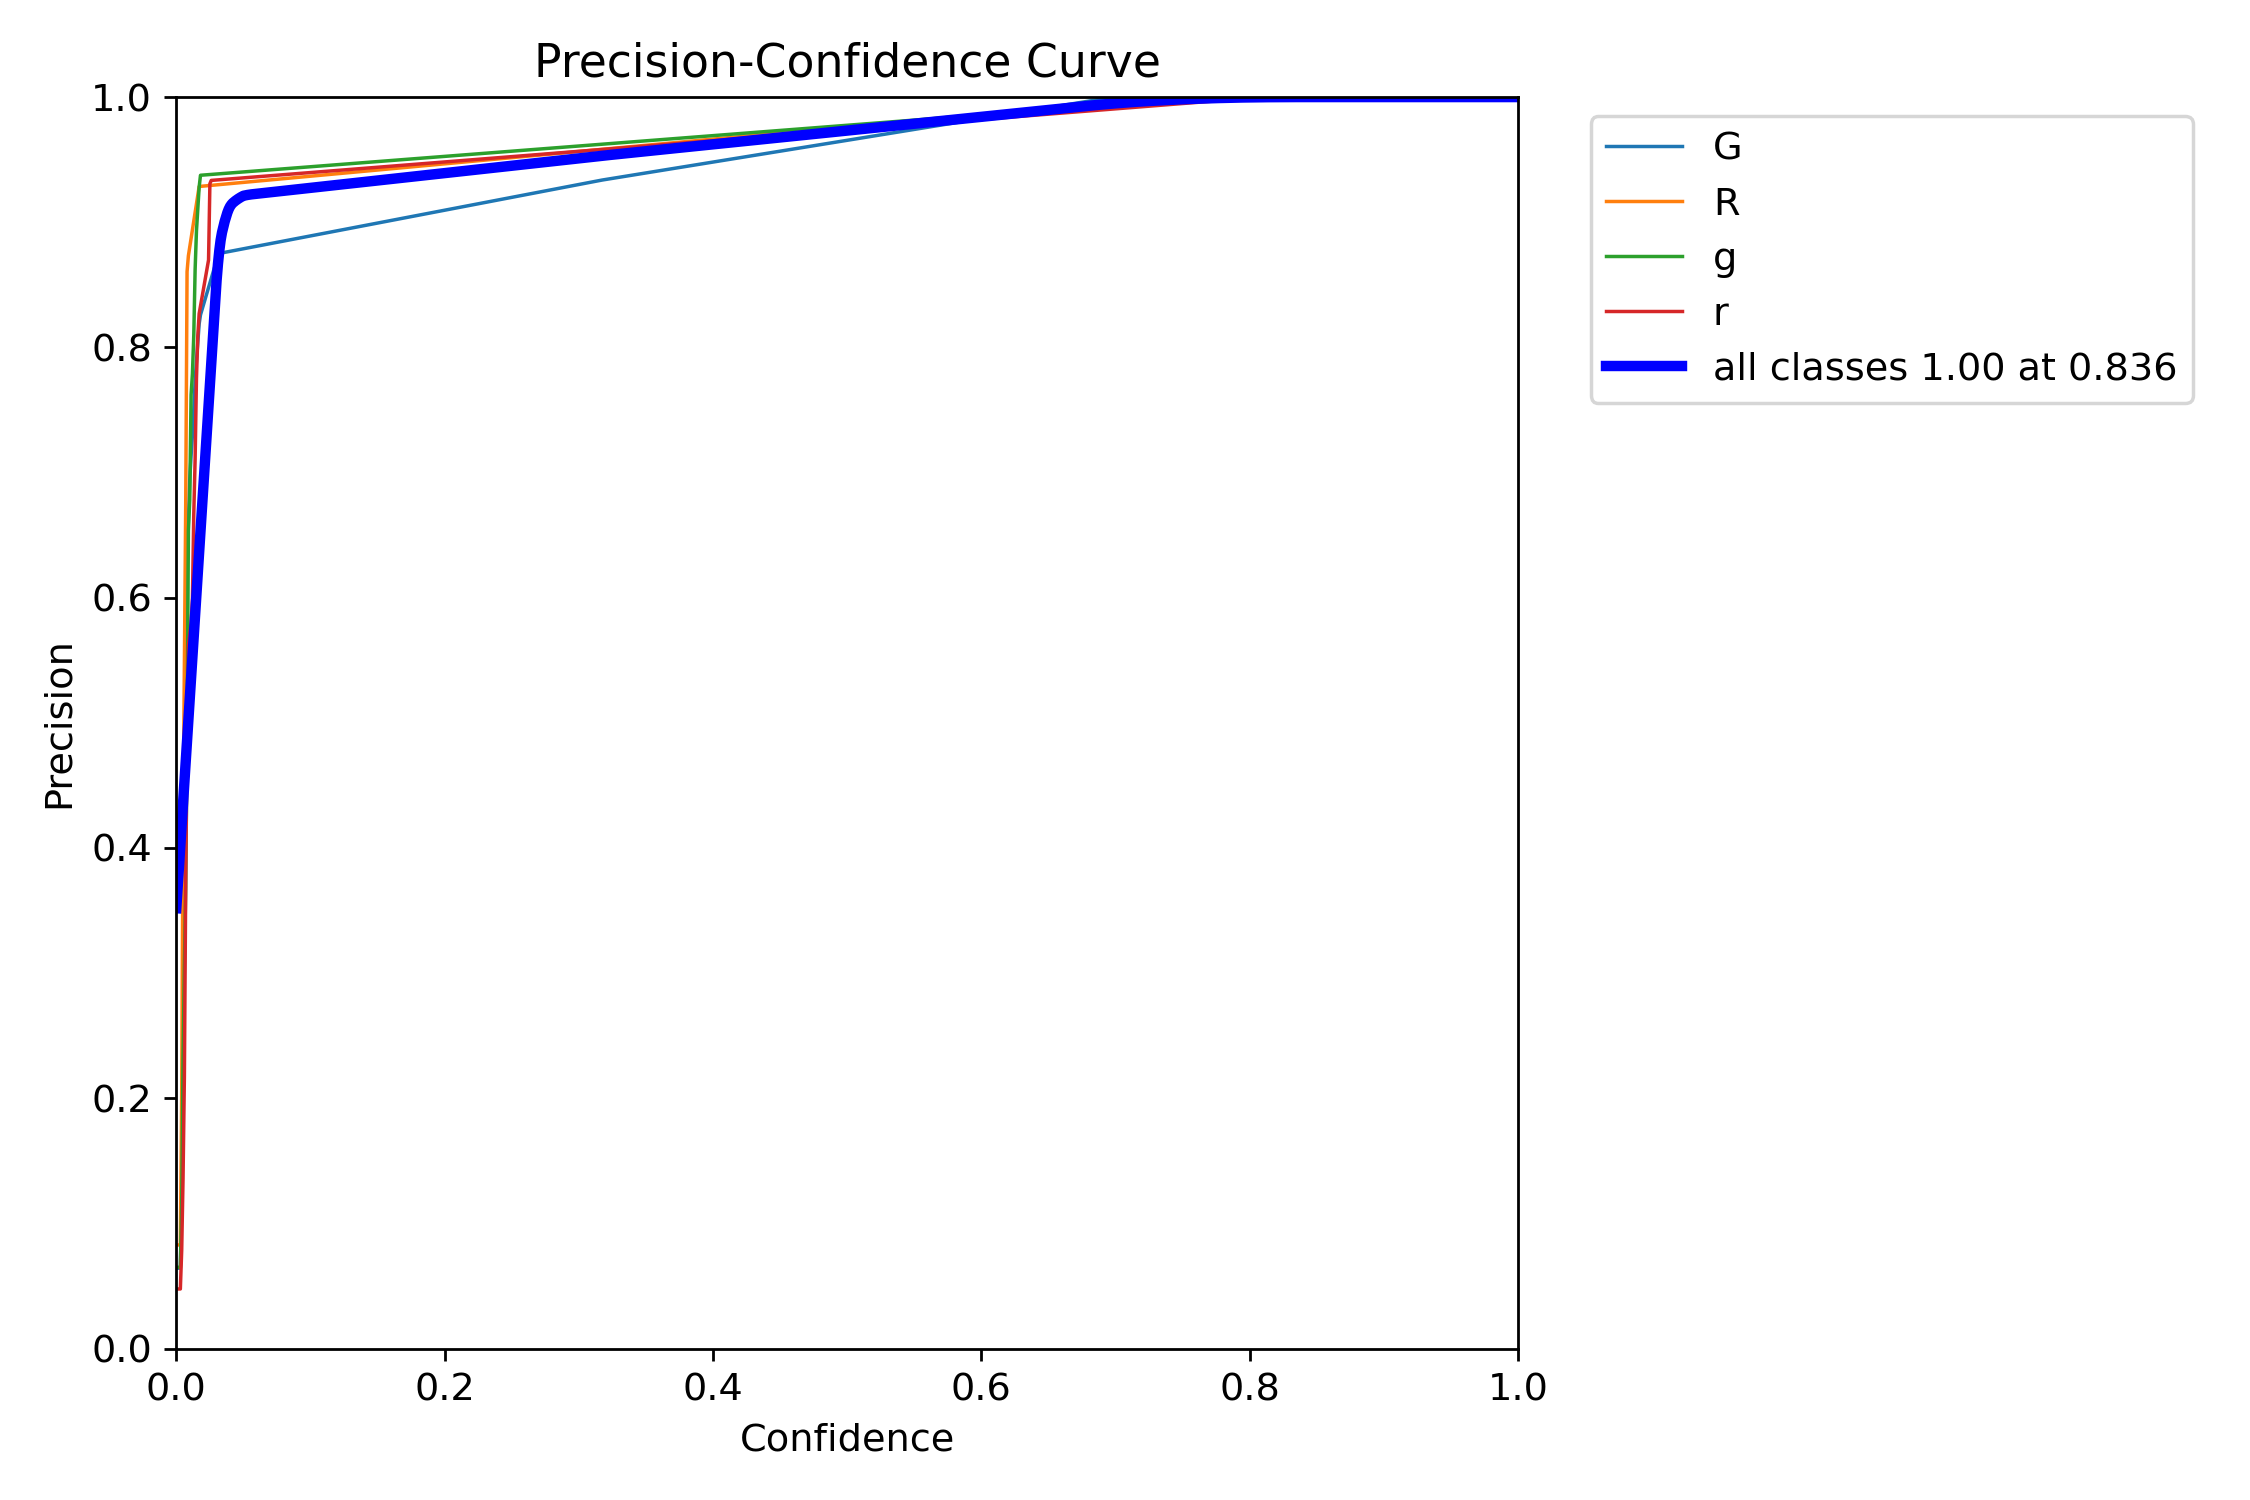 Precision-Confidence Curve
1.0
0.8
0.6
0.4
0.2
0.0
Precision
0.0 0.2 0.4 0.6 0.8 1.0
Confidence
G
R
g
r
all classes 1.00 at 0.836